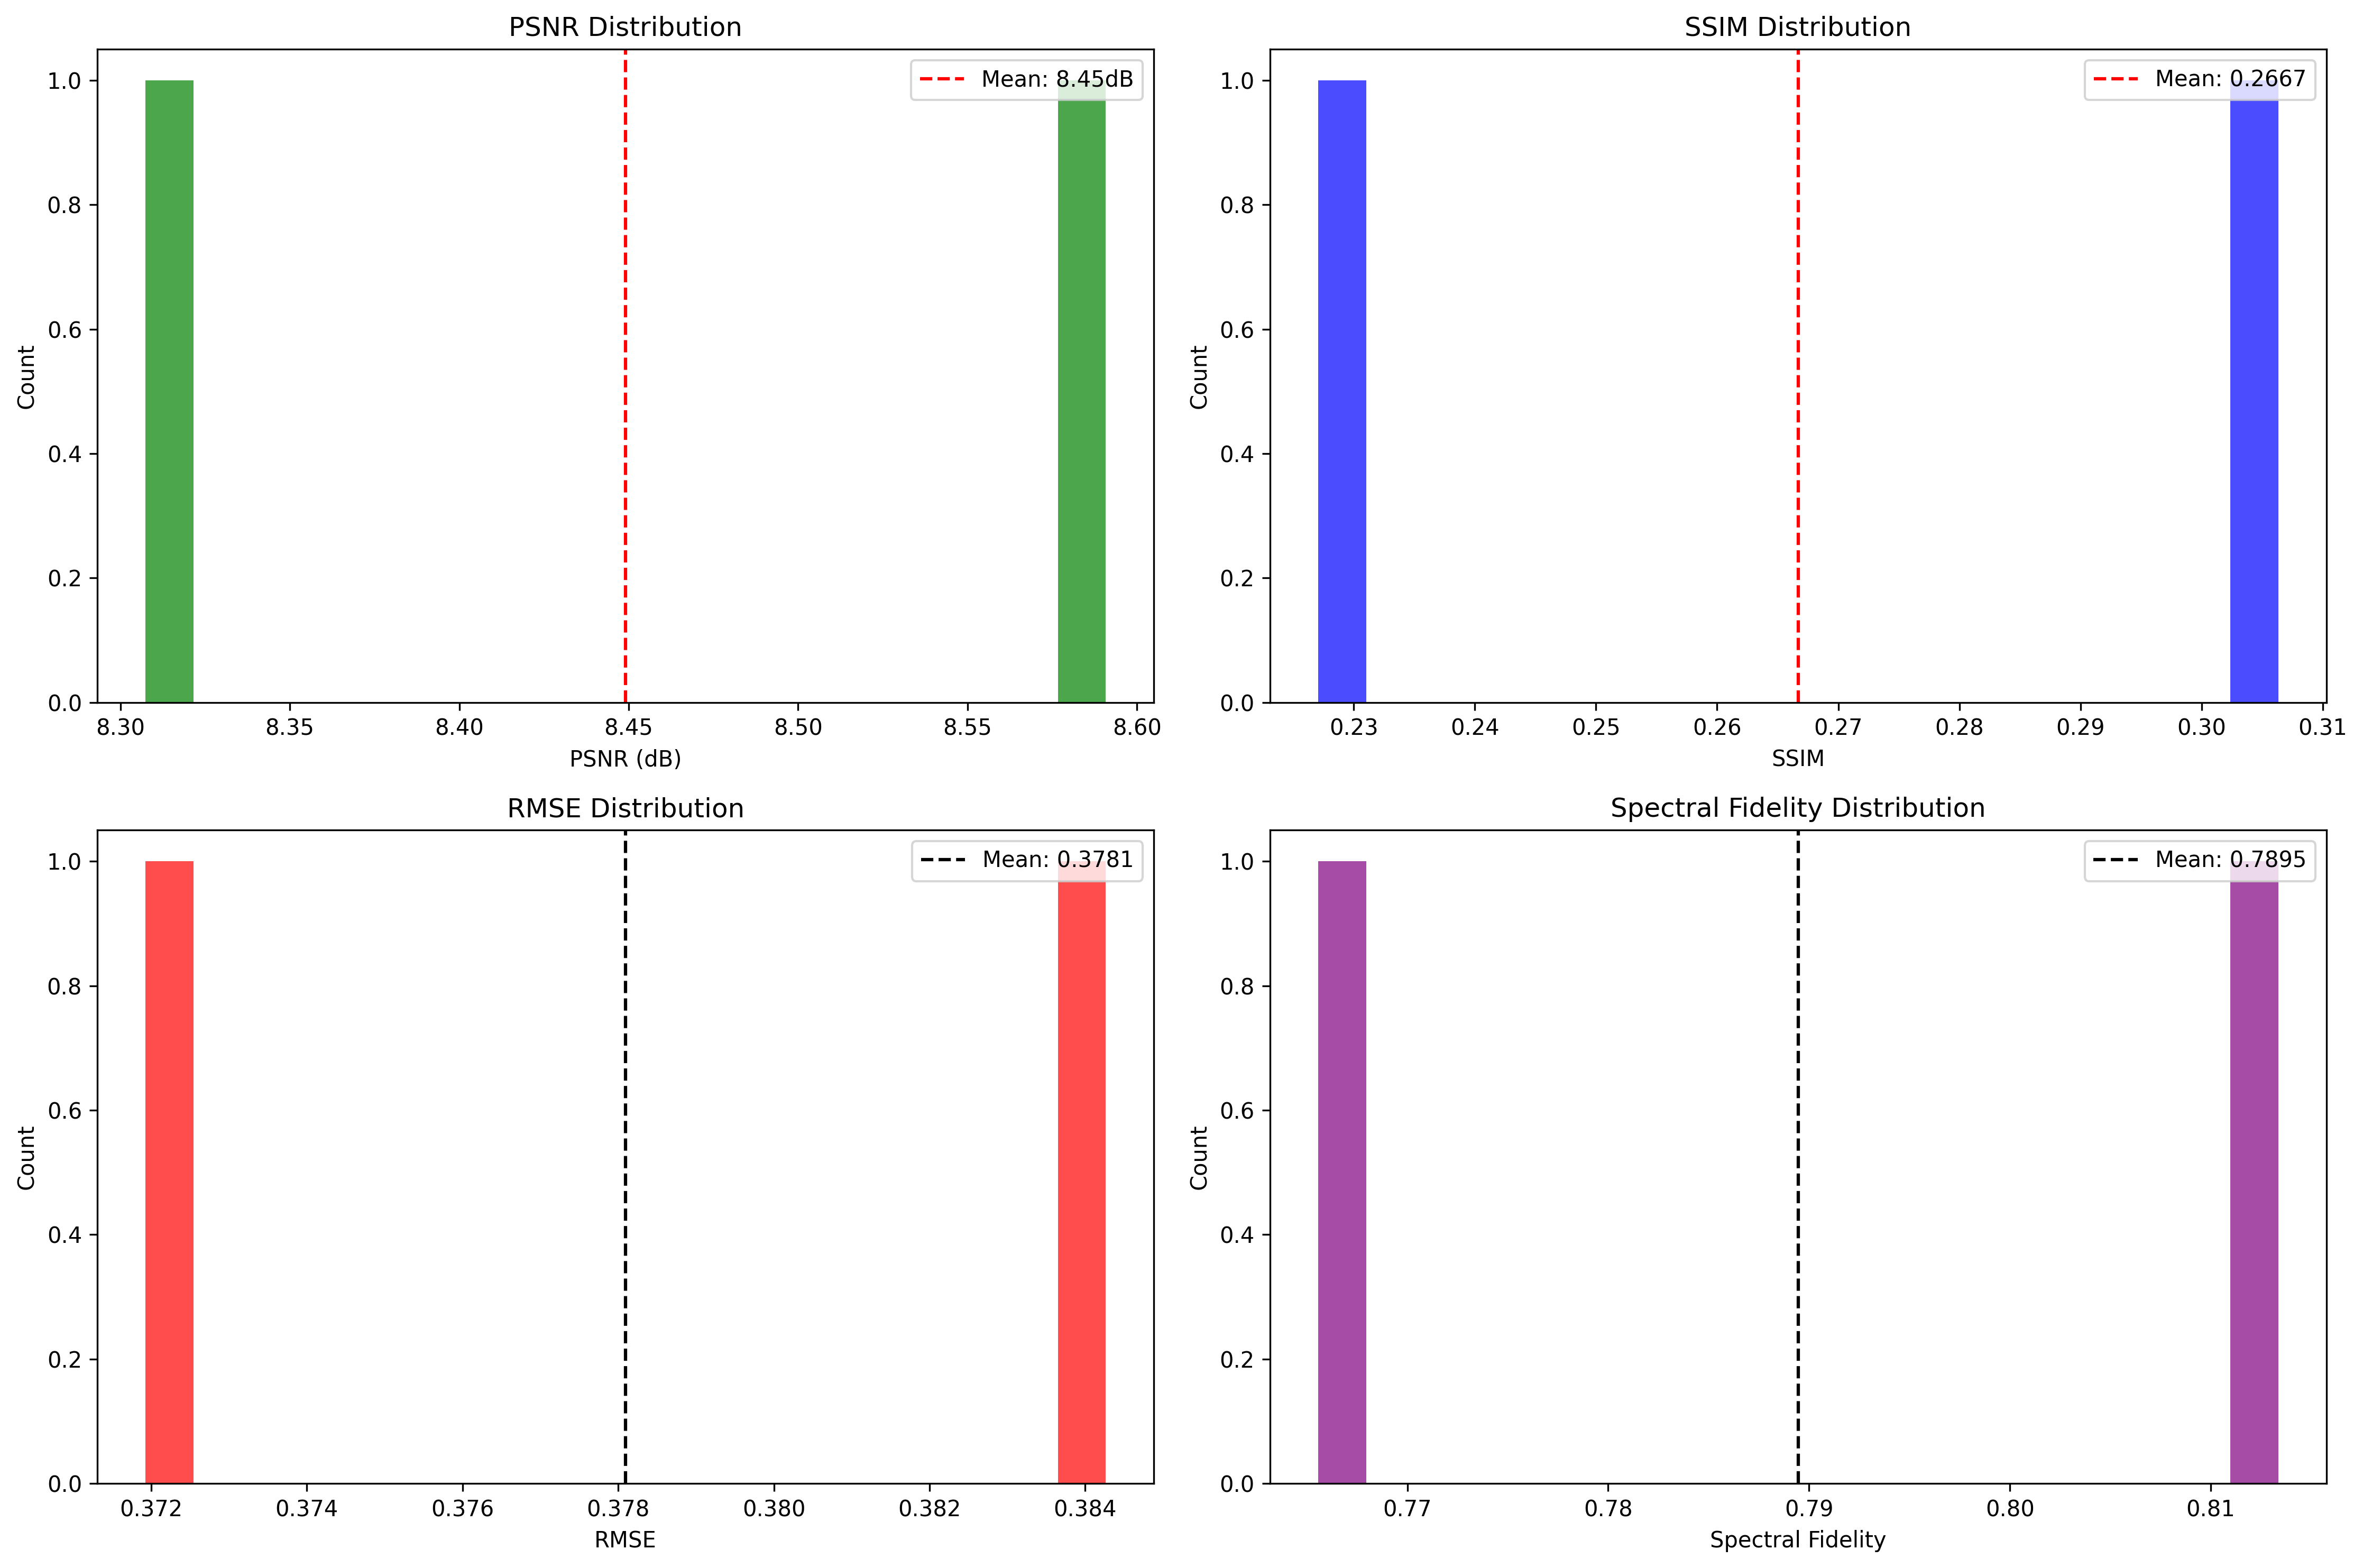 PSNR Distribution
Mean: 8.45dB
Count
1.0
0.8
0.6
0.4
0.2
0.0
8.30 8.35 8.40 8.45 8.50 8.55 8.60
PSNR (dB)
SSIM Distribution
Mean: 0.2667
Count
1.0
0.8
0.6
0.4
0.2
0.0
0.23 0.24 0.25 0.26 0.27 0.28 0.29 0.30 0.31
SSIM
RMSE Distribution
Mean: 0.3781
Count
1.0
0.8
0.6
0.4
0.2
0.0
0.372 0.374 0.376 0.378 0.380 0.382 0.384
RMSE
Spectral Fidelity Distribution
Mean: 0.7895
Count
1.0
0.8
0.6
0.4
0.2
0.0
0.77 0.78 0.79 0.80 0.81
Spectral Fidelity